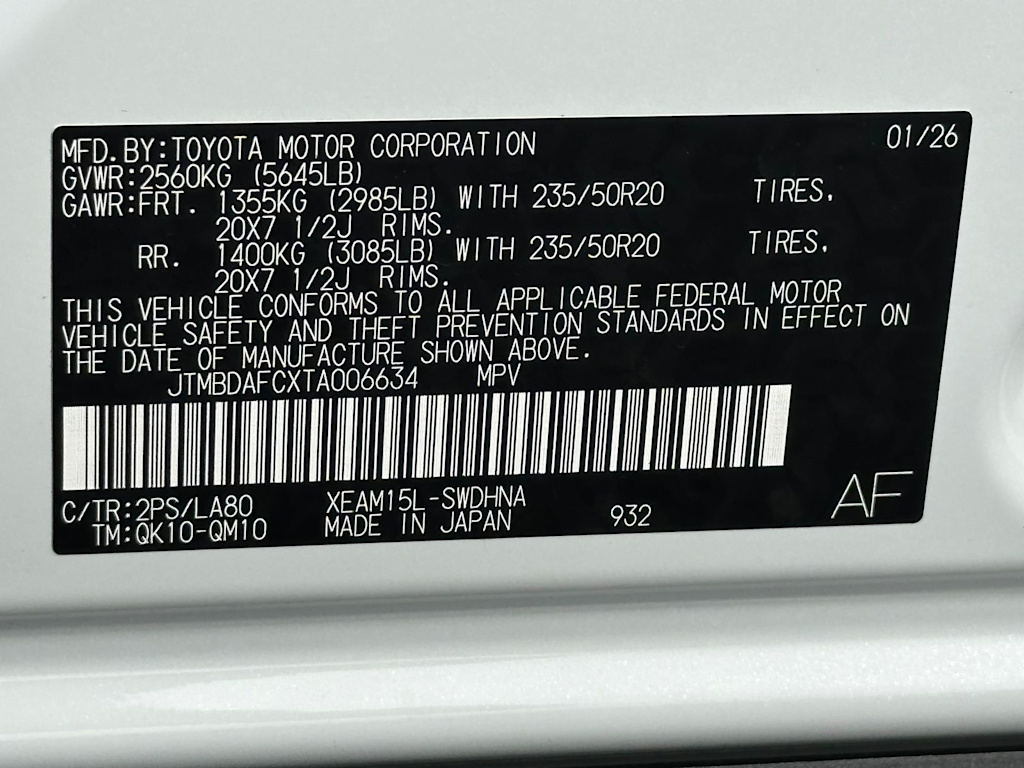 MFD. BY: TOYOTA MOTOR CORPORATION 01/26
GVWR: 2560KG (5645LB)
GAWR: FRT. 1355KG (2985LB) WITH 235/50R20 TIRES,
20X7 1/2J RIMS.
RR. 1400KG (3085LB) WITH 235/50R20 TIRES,
20X7 1/2J RIMS.
THIS VEHICLE CONFORMS TO ALL APPLICABLE FEDERAL MOTOR
VEHICLE SAFETY AND THEFT PREVENTION STANDARDS IN EFFECT ON
THE DATE OF MANUFACTURE SHOWN ABOVE.
JTMBDAFCXTA006634 MPV
C/TR: 2PS/LA80 XEAM15L-SWDHNA
TM: QK10-QM10 MADE IN JAPAN 932
AF